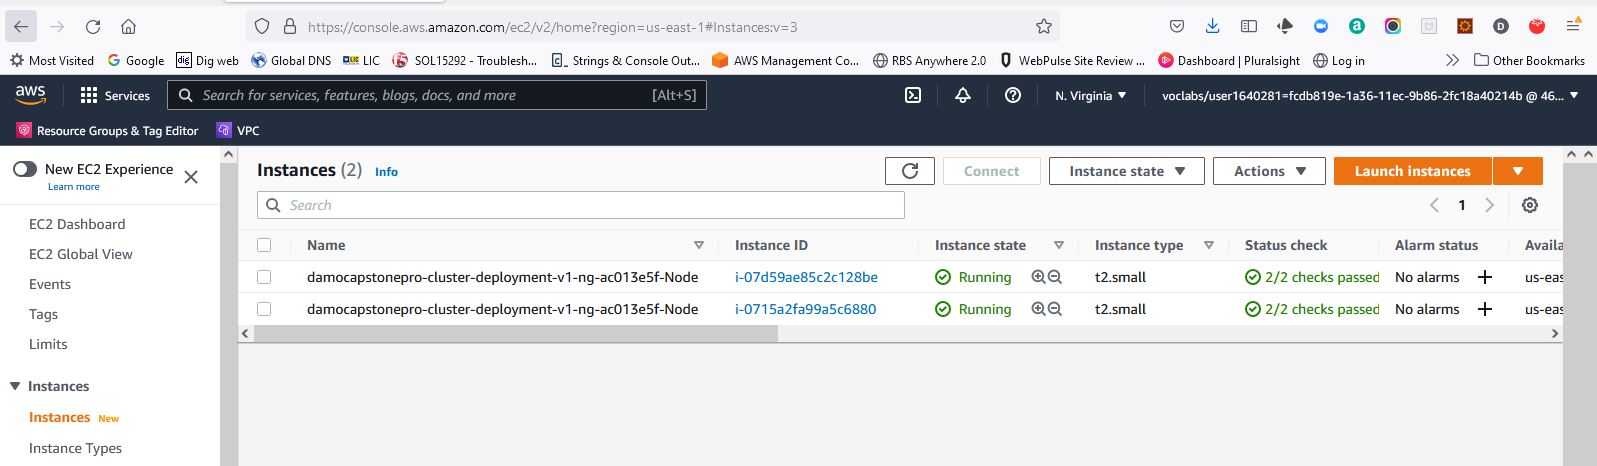 https://console.aws.amazon.com/ec2/v2/home?region=us-east-1#Instances:v=3
Most Visited Google dig Dig web Global DNS LIC LIC SOL15292 - Troublesh... Strings & Console Out... AWS Management Co... RBS Anywhere 2.0 WebPulse Site Review ... Dashboard | Pluralsight Log in Other Bookmarks
aws Services Search for services, features, blogs, docs, and more [Alt+S] N. Virginia voclabs/user1640281=fcdb819e-1a36-11ec-9b86-2fc18a40214b @ 46...
Resource Groups & Tag Editor VPC
New EC2 Experience
Learn more
EC2 Dashboard
EC2 Global View
Events
Tags
Limits
Instances
Instances New
Instance Types
Instances (2) Info Connect Instance state Actions Launch instances
Search 1
Name Instance ID Instance state Instance type Status check Alarm status Availa
damocapstonepro-cluster-deployment-v1-ng-ac013e5f-Node i-07d59ae85c2c128be Running t2.small 2/2 checks passed No alarms + us-eas
damocapstonepro-cluster-deployment-v1-ng-ac013e5f-Node i-0715a2fa99a5c6880 Running t2.small 2/2 checks passed No alarms + us-eas